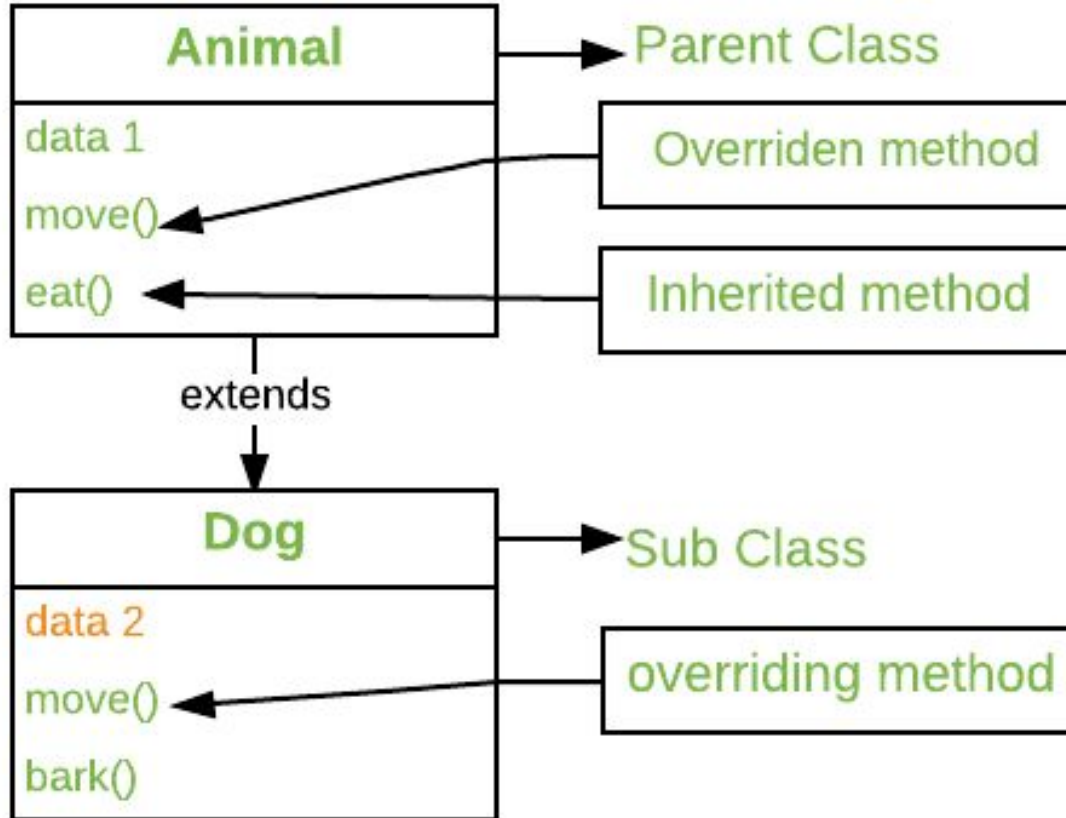 Animal
Parent Class
data 1
Overriden method
move()
eat()
Inherited method
extends
Dog
Sub Class
data 2
move()
overriding method
bark()